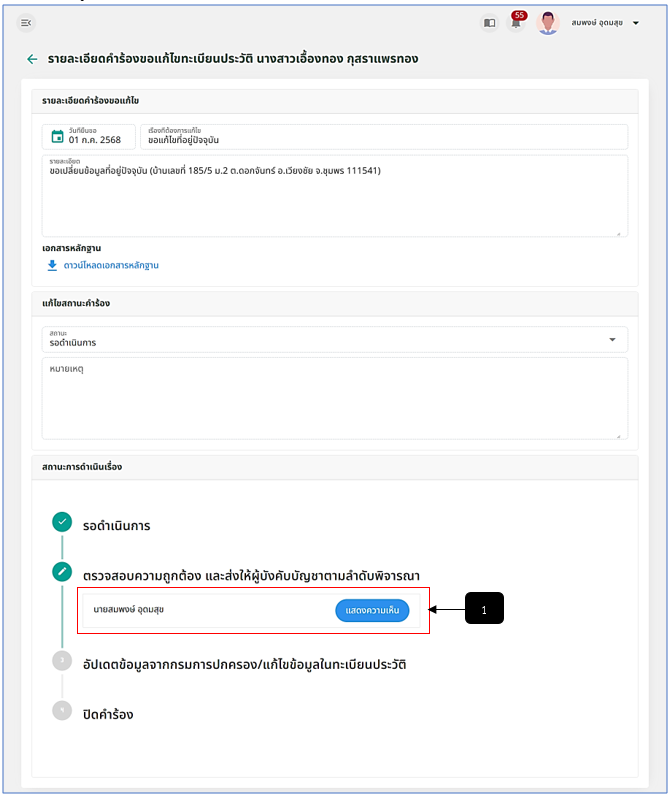 55
สมพงษ์ อุดมสุข
รายละเอียดคำร้องขอแก้ไขทะเบียนประวัติ นางสาวเอื้องทอง กุสราแพรทอง
รายละเอียดคำร้องขอแก้ไข
วันที่ยื่นขอ
01 ก.ค. 2568
เรื่องที่ต้องการแก้ไข
ขอแก้ไขที่อยู่ปัจจุบัน
รายละเอียด
ขอเปลี่ยนข้อมูลที่อยู่ปัจจุบัน (บ้านเลขที่ 185/5 ม.2 ต.ดอกจันทร์ อ.เวียงชัย จ.ชุมพร 111541)
เอกสารหลักฐาน
ดาวน์โหลดเอกสารหลักฐาน
แก้ไขสถานะคำร้อง
สถานะ
รอดำเนินการ
หมายเหตุ
สถานะการดำเนินเรื่อง
รอดำเนินการ
ตรวจสอบความถูกต้อง และส่งให้ผู้บังคับบัญชาตามลำดับพิจารณา
นายสมพงษ์ อุดมสุข
แสดงความเห็น
1
3
อัปเดตข้อมูลจากกรมการปกครอง/แก้ไขข้อมูลในทะเบียนประวัติ
ปิดคำร้อง